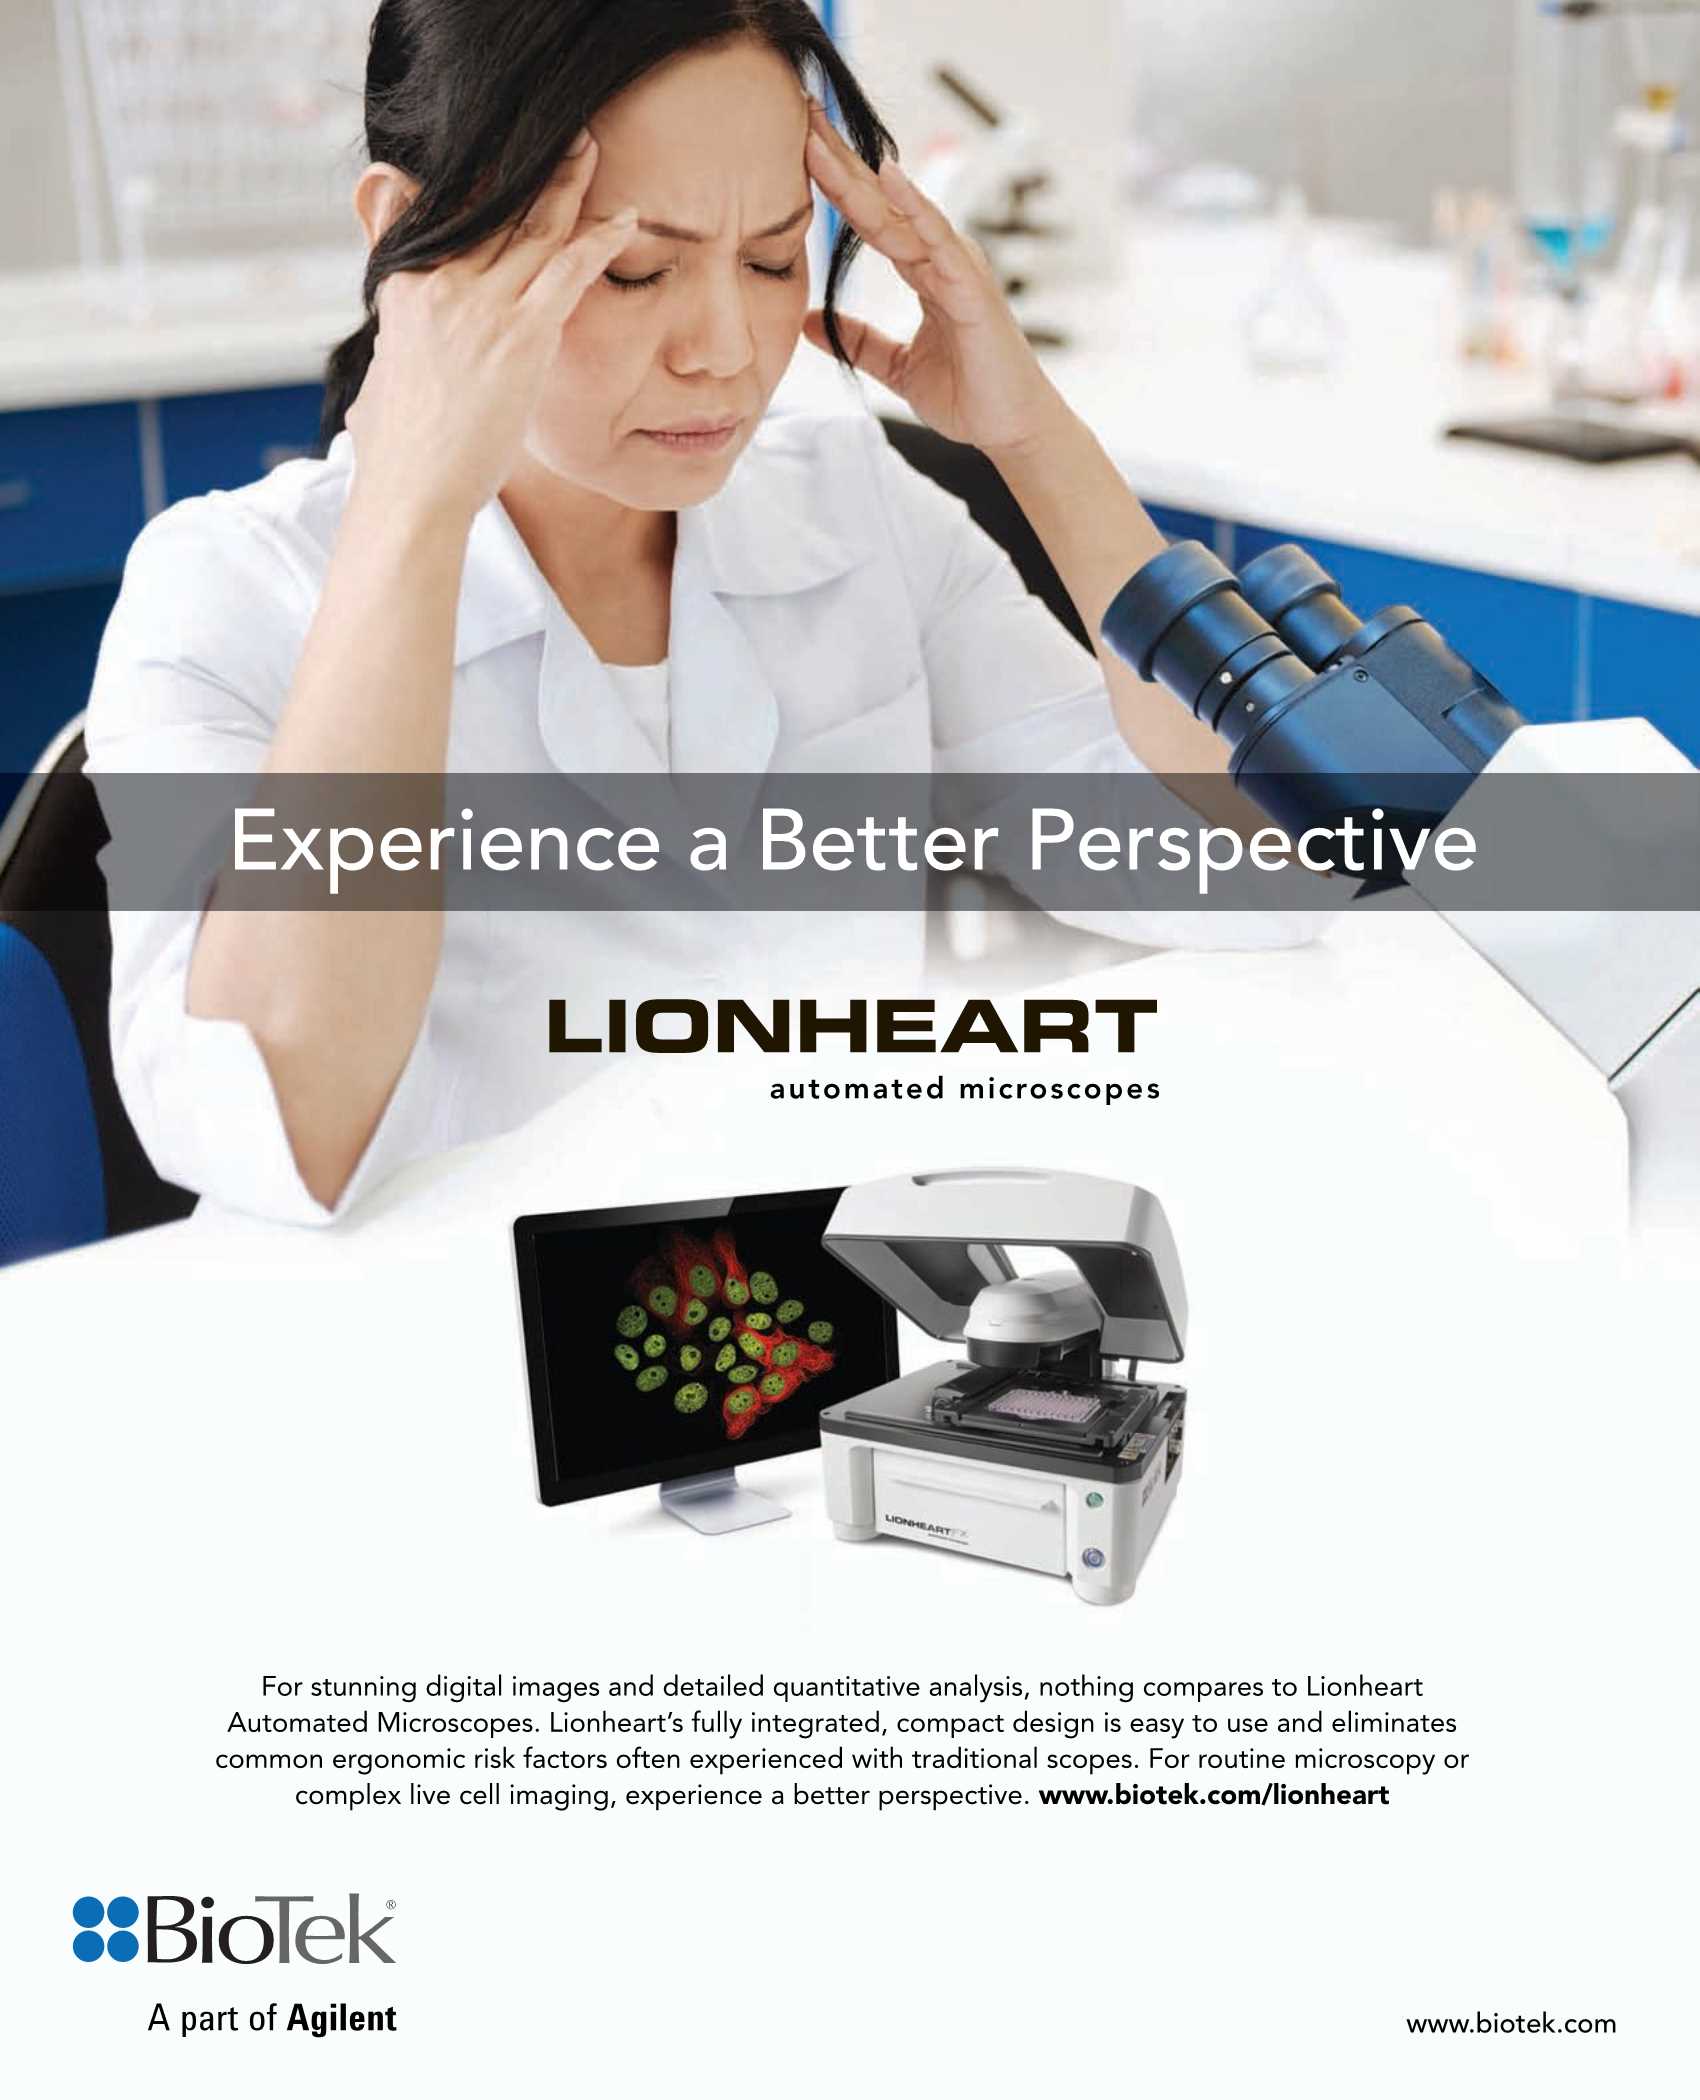 Experience a Better Perspective
LIONHEART
automated microscopes
LIONHEART FX
For stunning digital images and detailed quantitative analysis, nothing compares to Lionheart
Automated Microscopes. Lionheart’s fully integrated, compact design is easy to use and eliminates
common ergonomic risk factors often experienced with traditional scopes. For routine microscopy or
complex live cell imaging, experience a better perspective. www.biotek.com/lionheart
BioTek®
A part of Agilent
www.biotek.com